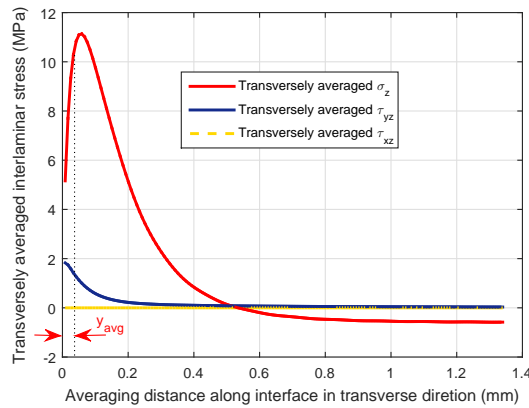 Transversely averaged interlaminar stress (MPa)
12
10
8
6
4
2
0
-2
Transversely averaged σz
Transversely averaged τyz
Transversely averaged τxz
yavg
0 0.2 0.4 0.6 0.8 1 1.2 1.4
Averaging distance along interface in transverse diretion (mm)